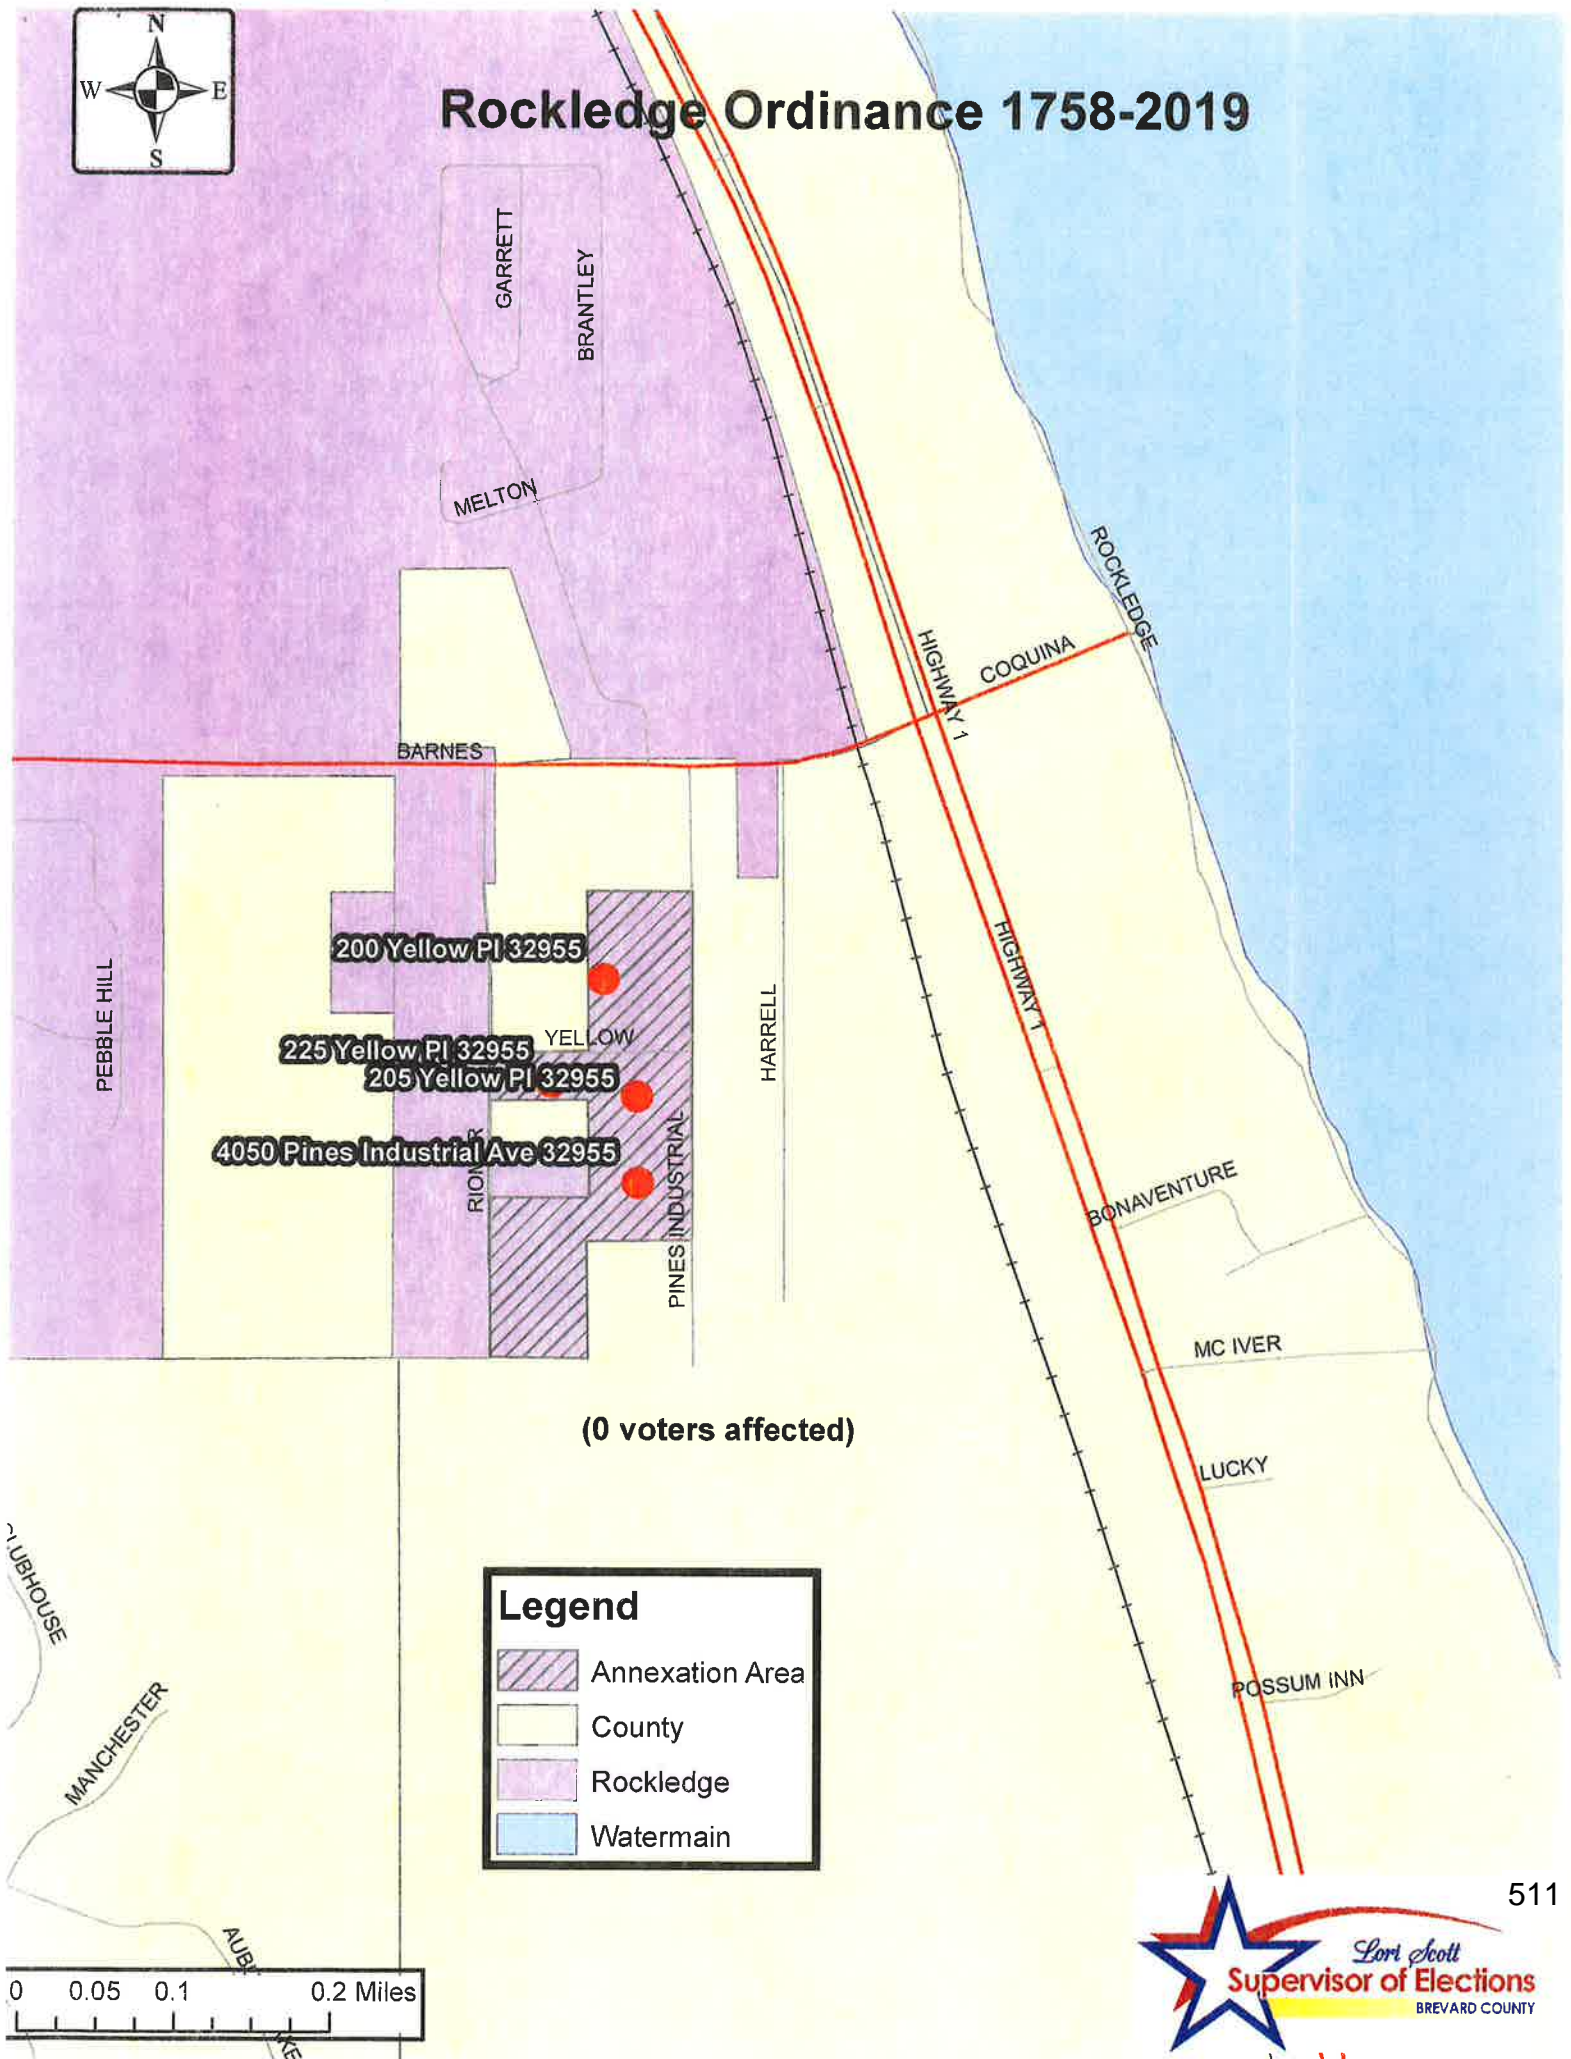 N
W E
S
Rockledge Ordinance 1758-2019
GARRETT
BRANTLEY
MELTON
ROCKLEDGE
COQUINA
HIGHWAY 1
BARNES
200 Yellow Pl 32955
HIGHWAY 1
PEBBLE HILL
HARRELL
YELLOW
225 Yellow Pl 32955
205 Yellow Pl 32955
4050 Pines Industrial Ave 32955
PINES INDUSTRIAL
BONAVENTURE
MC IVER
(0 voters affected)
LUCKY
CLUBHOUSE
Legend
Annexation Area
County
Rockledge
Watermain
MANCHESTER
POSSUM INN
511
Lori Scott
Supervisor of Elections
BREVARD COUNTY
0 0.05 0.1 0.2 Miles